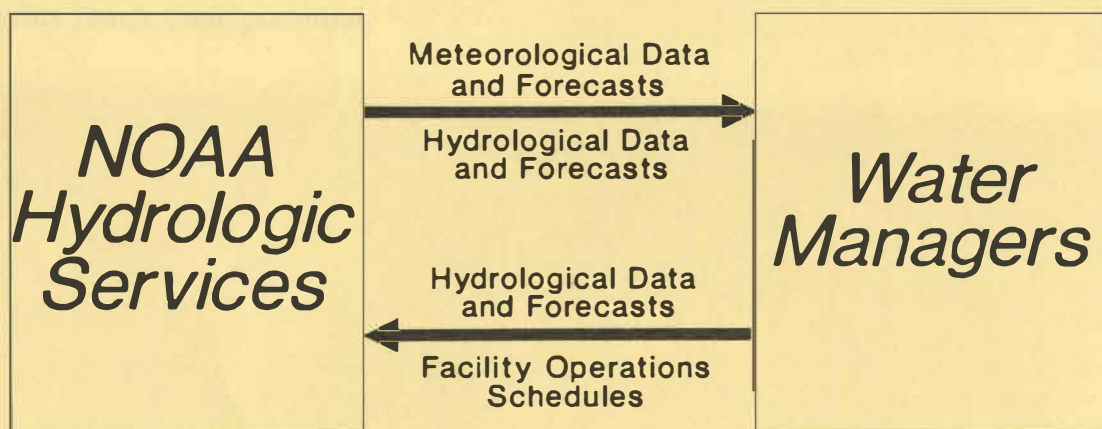 NOAA
Hydrologic
Services
Meteorological Data
and Forecasts
Hydrological Data
and Forecasts
Hydrological Data
and Forecasts
Facility Operations
Schedules
Water
Managers